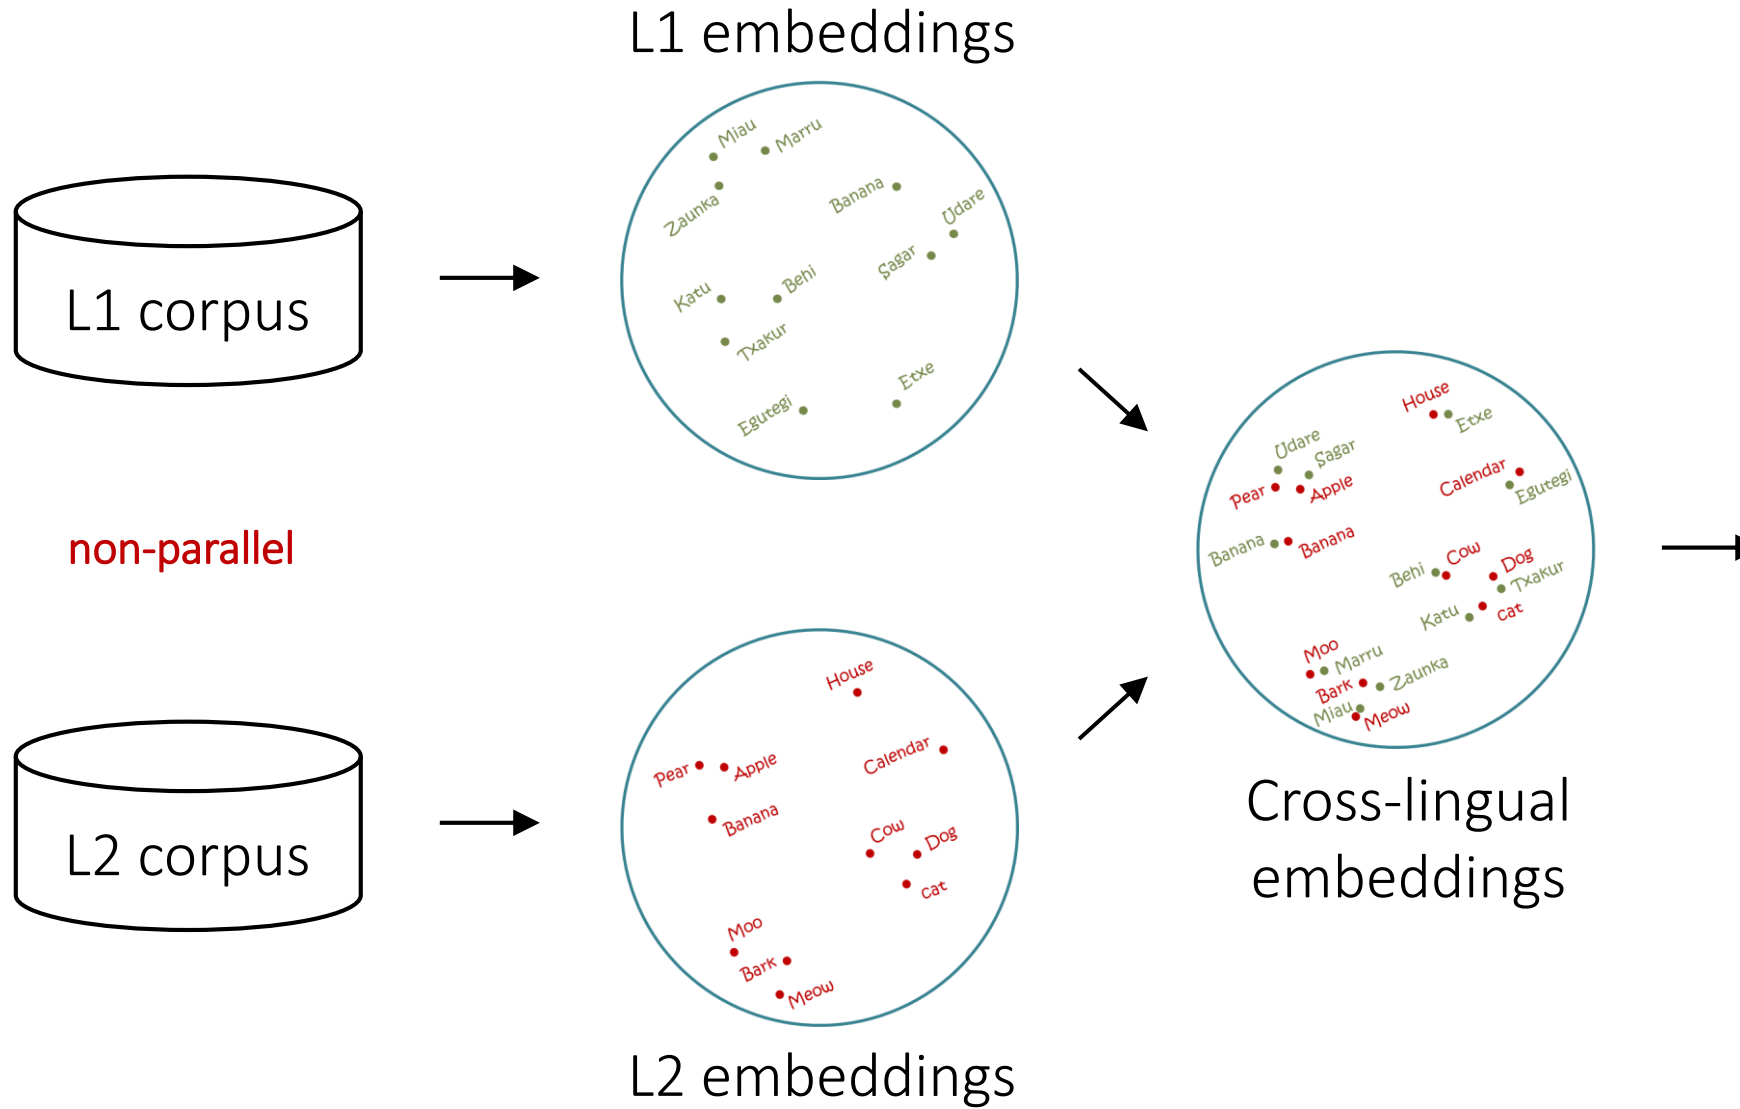 L1 embeddings
Miau
Marru
Zaunka
Banana
Udare
Sagar
Katu
Behi
Txakur
Etxe
Egutegi
L1 corpus
non-parallel
L2 corpus
House
Pear
Apple
Calendar
Banana
Cow
Dog
cat
Moo
Bark
Meow
L2 embeddings
House
Etxe
Udare
Sagar
Pear
Apple
Calendar
Egutegi
Banana
Banana
Behi
Cow
Dog
Txakur
Katu
cat
Moo
Marru
Bark
Zaunka
Miau
Meow
Cross-lingual
embeddings